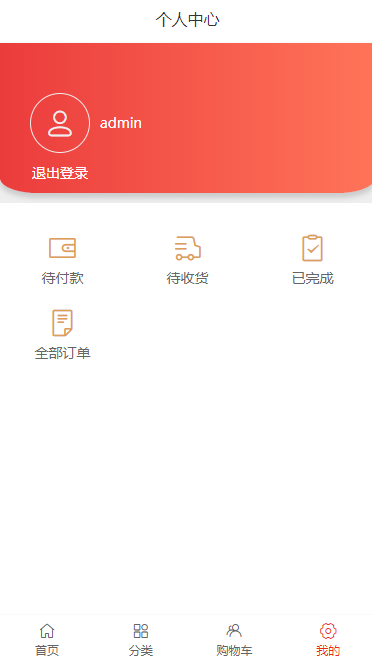 个人中心
admin
退出登录
待付款 待收货 已完成
全部订单
首页 分类 购物车 我的